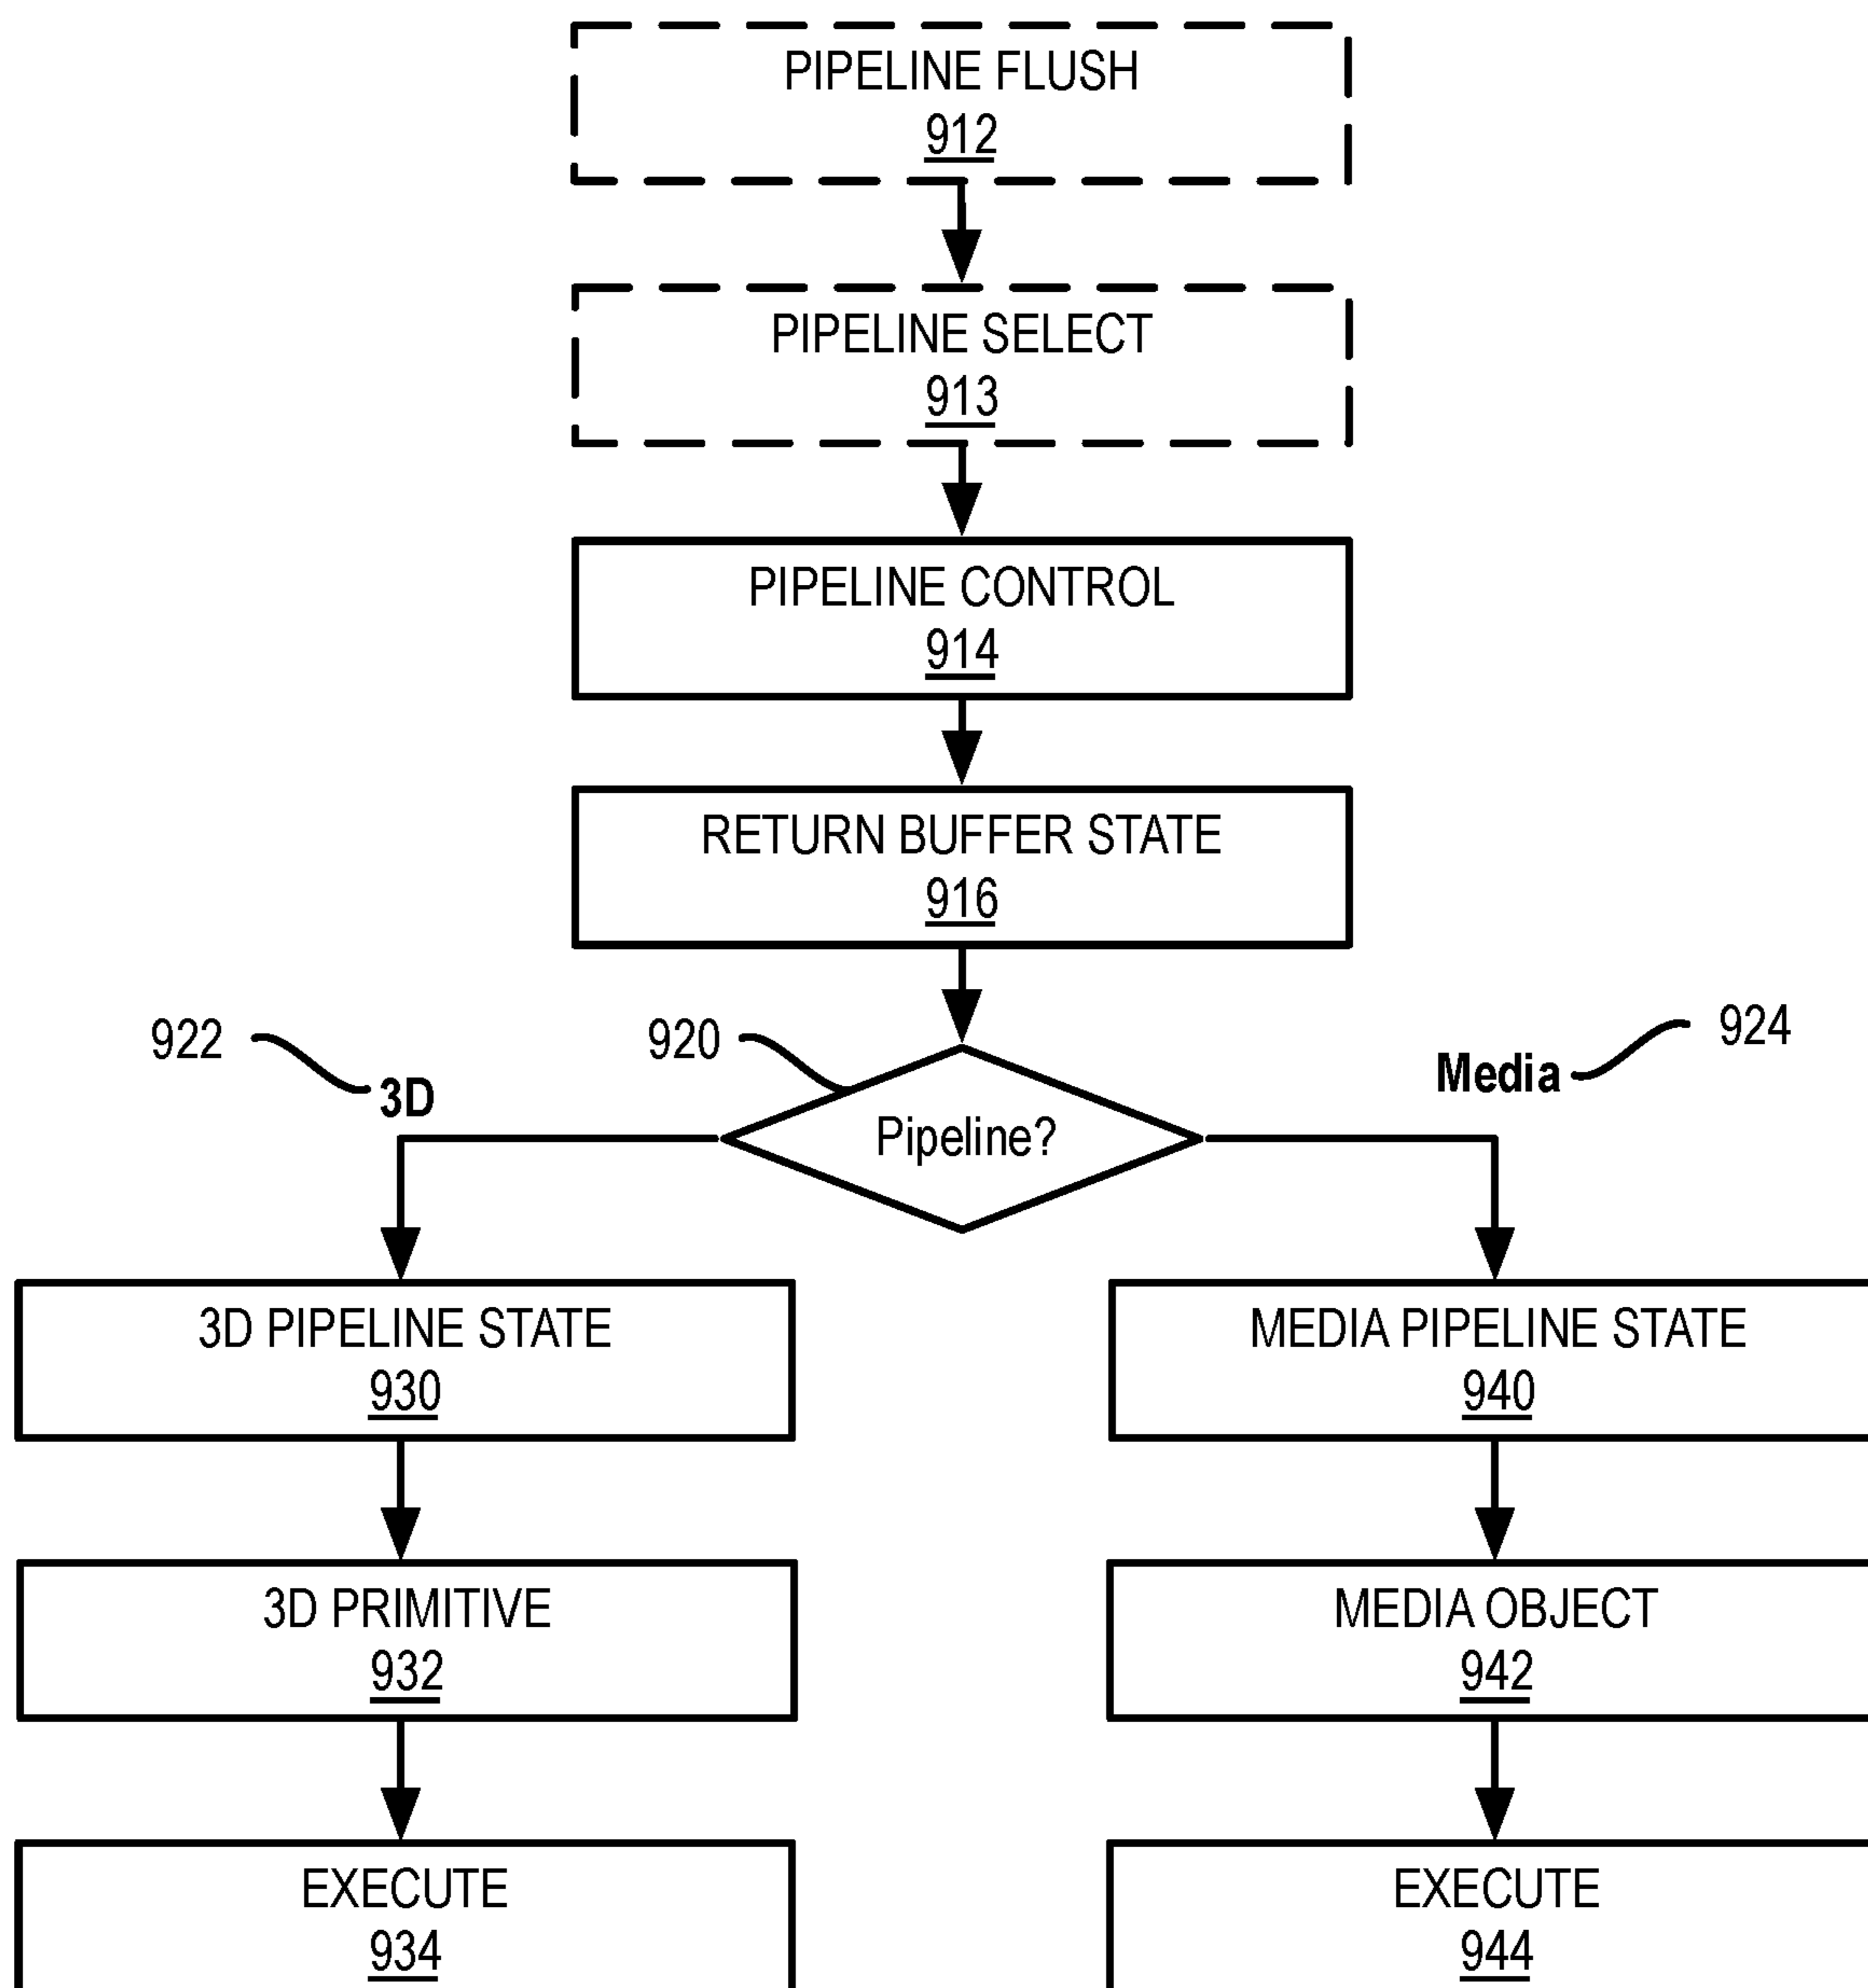 PIPELINE FLUSH
912
PIPELINE SELECT
913
PIPELINE CONTROL
914
RETURN BUFFER STATE
916
922
920
924
3D
Media
Pipeline?
3D PIPELINE STATE
930
MEDIA PIPELINE STATE
940
3D PRIMITIVE
932
MEDIA OBJECT
942
EXECUTE
934
EXECUTE
944